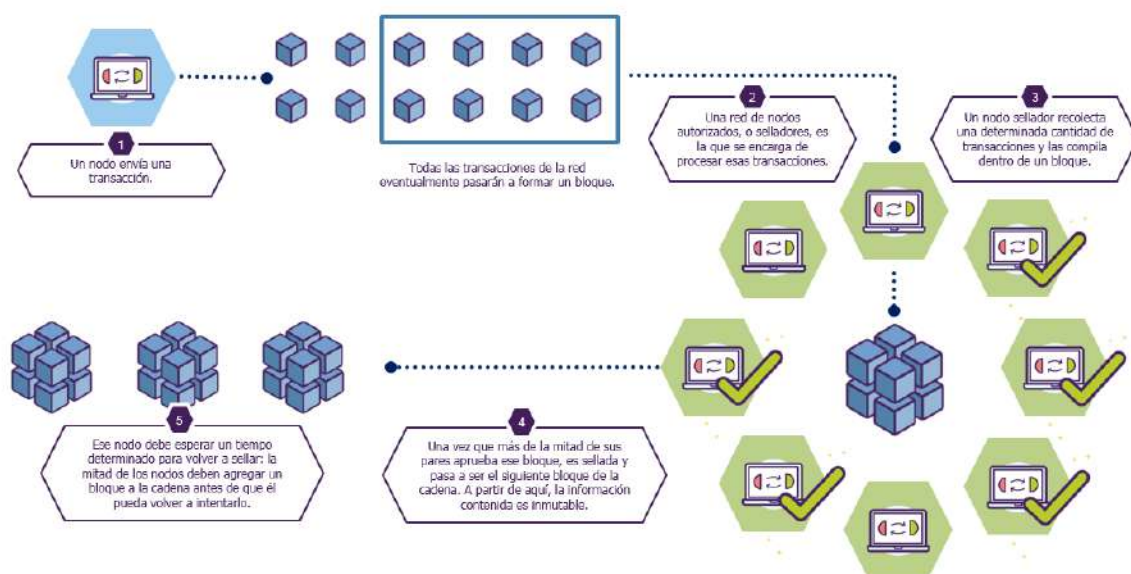 1
Un nodo envía una
transacción.
Todas las transacciones de la red
eventualmente pasarán a formar un bloque.
2
Una red de nodos
autorizados, o selladores, es
la que se encarga de
procesar esas transacciones.
3
Un nodo sellador recolecta
una determinada cantidad de
transacciones y las compila
dentro de un bloque.
4
Una vez que más de la mitad de sus
pares aprueba ese bloque, es sellada y
pasa a ser el siguiente bloque de la
cadena. A partir de aquí, la información
contenida es inmutable.
5
Ese nodo debe esperar un tiempo
determinado para volver a sellar: la
mitad de los nodos deben agregar un
bloque a la cadena antes de que él
pueda volver a intentarlo.